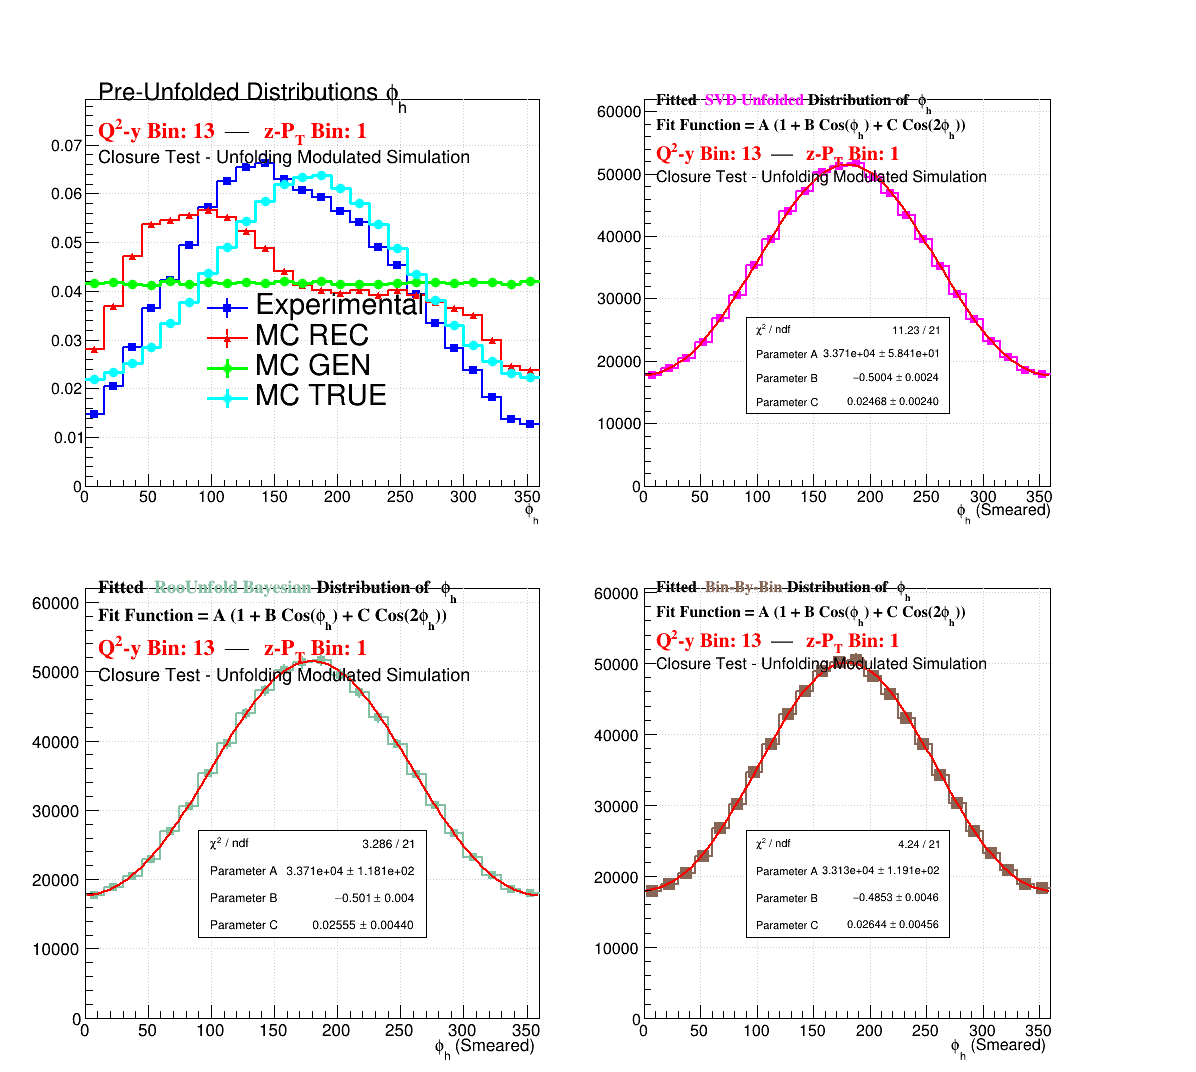 Pre-Unfolded Distributions ϕh
Q2-y Bin: 13 — z-PT Bin: 1
Closure Test - Unfolding Modulated Simulation
0.07
0.06
0.05
0.04
0.03
0.02
0.01
0
Experimental
MC REC
MC GEN
MC TRUE
0 50 100 150 200 250 300 350
ϕh
Fitted SVD Unfolded Distribution of ϕh
Fit Function = A (1 + B Cos(ϕh) + C Cos(2ϕh))
Q2-y Bin: 13 — z-PT Bin: 1
Closure Test - Unfolding Modulated Simulation
60000
50000
40000
30000
20000
10000
0
χ2 / ndf 11.23 / 21
Parameter A 3.371e+04 ± 5.841e+01
Parameter B −0.5004 ± 0.0024
Parameter C 0.02468 ± 0.00240
0 50 100 150 200 250 300 350
ϕh (Smeared)
Fitted RooUnfold Bayesian Distribution of ϕh
Fit Function = A (1 + B Cos(ϕh) + C Cos(2ϕh))
Q2-y Bin: 13 — z-PT Bin: 1
Closure Test - Unfolding Modulated Simulation
60000
50000
40000
30000
20000
10000
0
χ2 / ndf 3.286 / 21
Parameter A 3.371e+04 ± 1.181e+02
Parameter B −0.501 ± 0.004
Parameter C 0.02555 ± 0.00440
0 50 100 150 200 250 300 350
ϕh (Smeared)
Fitted Bin-By-Bin Distribution of ϕh
Fit Function = A (1 + B Cos(ϕh) + C Cos(2ϕh))
Q2-y Bin: 13 — z-PT Bin: 1
Closure Test - Unfolding Modulated Simulation
60000
50000
40000
30000
20000
10000
0
χ2 / ndf 4.24 / 21
Parameter A 3.313e+04 ± 1.191e+02
Parameter B −0.4853 ± 0.0046
Parameter C 0.02644 ± 0.00456
0 50 100 150 200 250 300 350
ϕh (Smeared)